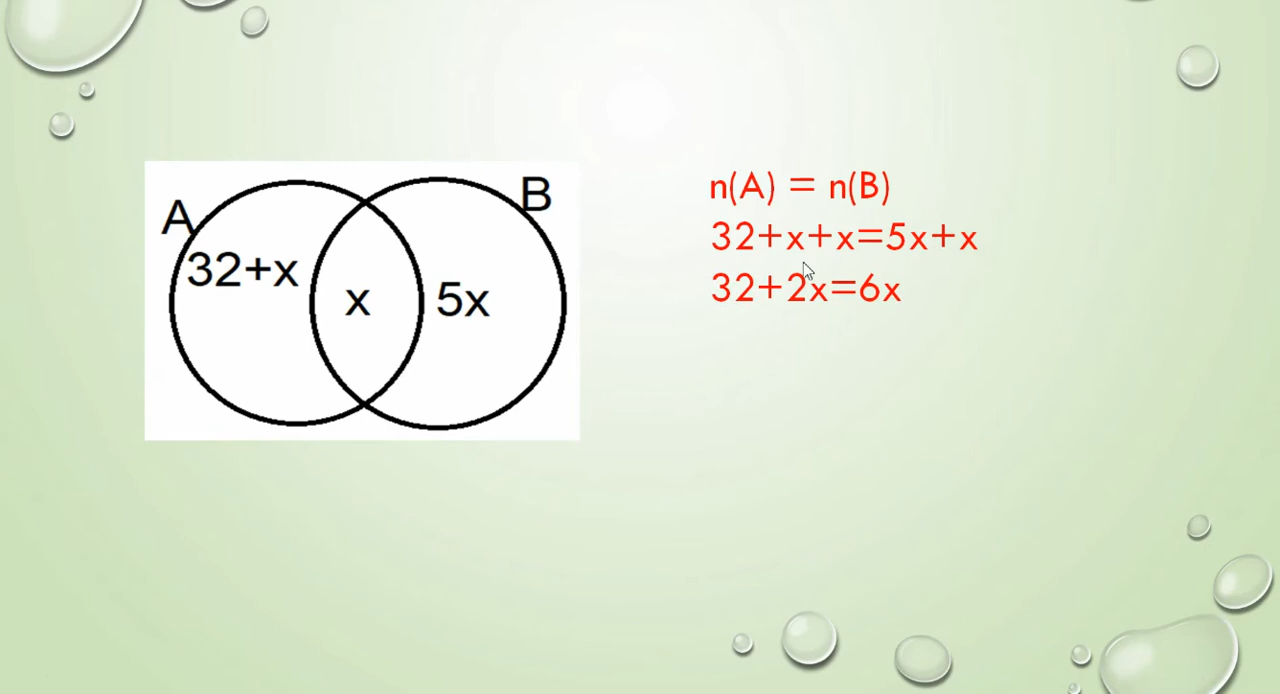 A
B
32+x
x
5x
n(A) = n(B)
32+x+x=5x+x
32+2x=6x